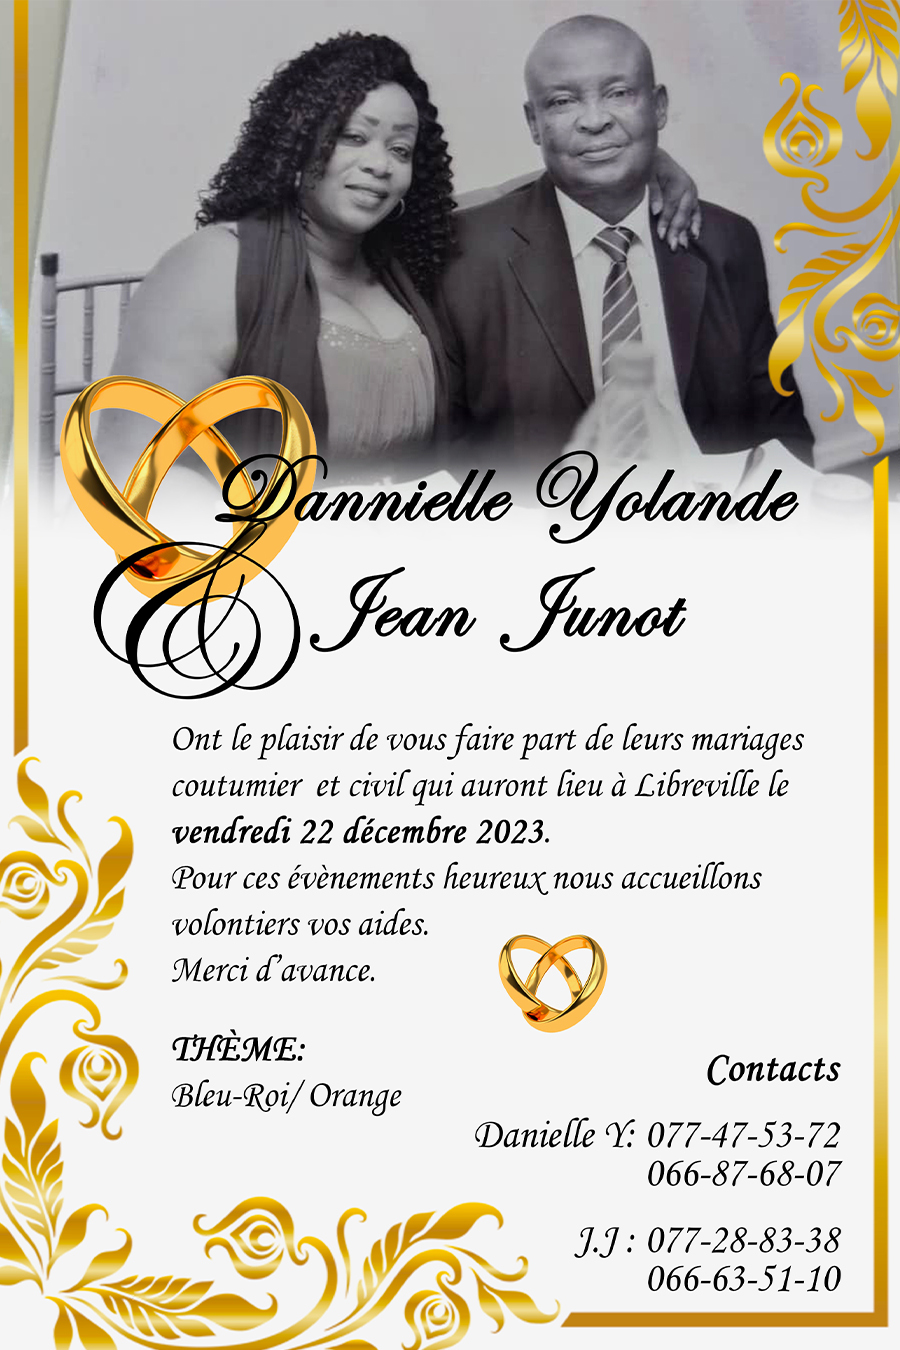 Dannielle Yolande
& Jean Junot
Ont le plaisir de vous faire part de leurs mariages
coutumier et civil qui auront lieu à Libreville le
vendredi 22 décembre 2023.
Pour ces évènements heureux nous accueillons
volontiers vos aides.
Merci d'avance.
THÈME:
Bleu-Roi/ Orange
Contacts
Danielle Y: 077-47-53-72
066-87-68-07
J.J : 077-28-83-38
066-63-51-10